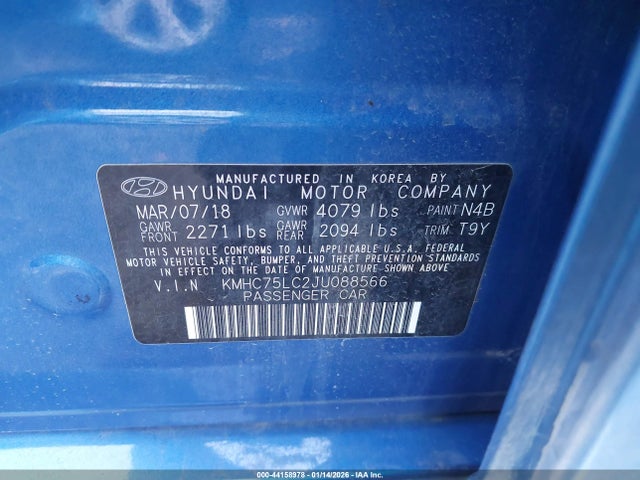 MANUFACTURED IN KOREA BY
HYUNDAI MOTOR COMPANY
MAR/07/18 GVWR 4079 lbs PAINT N4B
GAWR FRONT 2271 lbs GAWR REAR 2094 lbs TRIM T9Y
THIS VEHICLE CONFORMS TO ALL APPLICABLE U.S.A. FEDERAL
MOTOR VEHICLE SAFETY, BUMPER, AND THEFT PREVENTION STANDARDS
IN EFFECT ON THE DATE OF MANUFACTURE SHOWN ABOVE.
V.I.N KMHC75LC2JU088566
PASSENGER CAR
000-44158978 - 01/14/2026 - IAAI